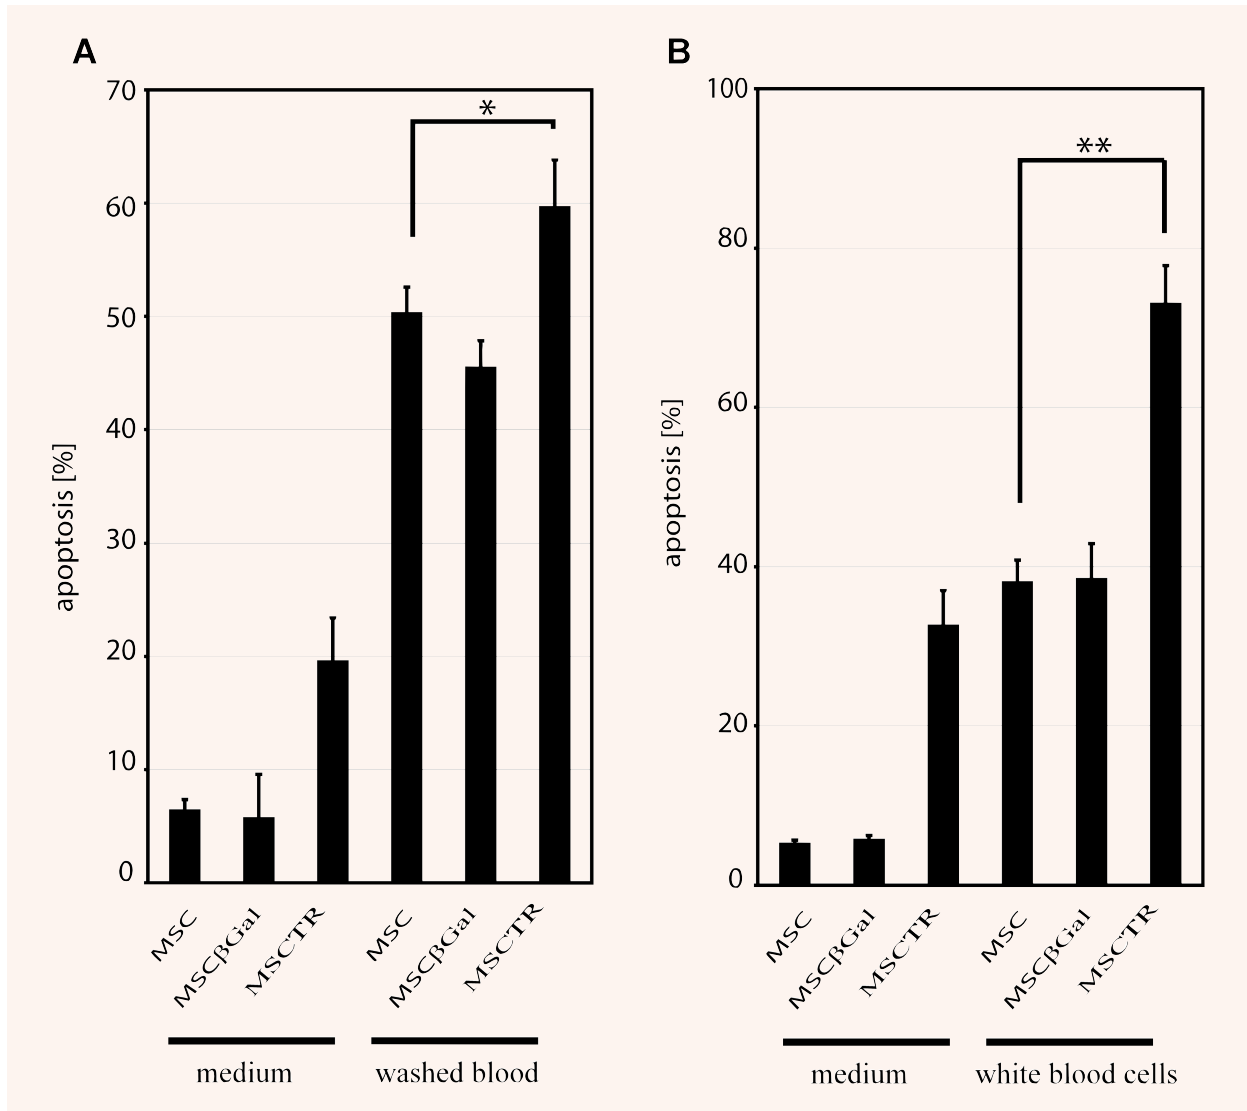 A
70
60
50
40
30
20
10
0
apoptosis [%]
*
MSC
MSCβGal
MSCTR
MSC
MSCβGal
MSCTR
medium
washed blood
B
100
80
60
40
20
0
apoptosis [%]
**
MSC
MSCβGal
MSCTR
MSC
MSCβGal
MSCTR
medium
white blood cells